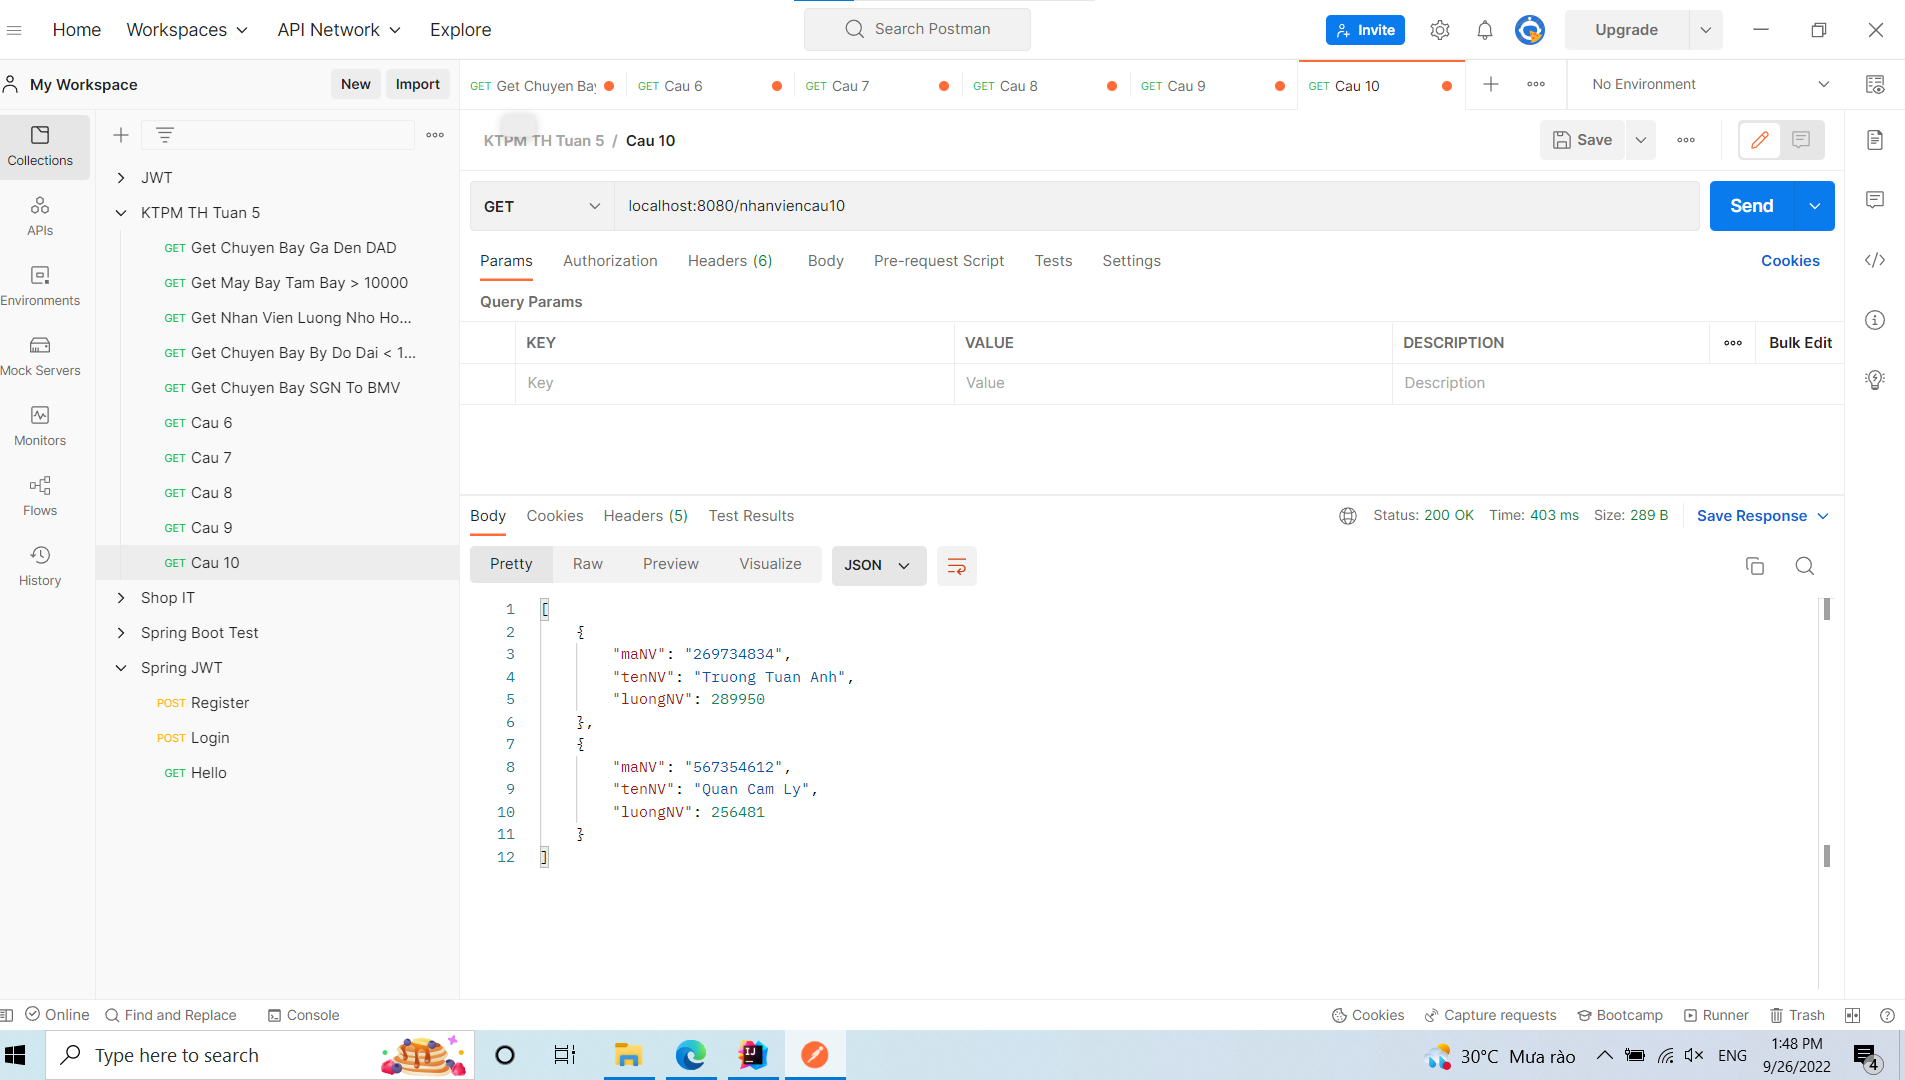 Home Workspaces API Network Explore Search Postman Invite Upgrade
My Workspace New Import GET Get Chuyen Bay GET Cau 6 GET Cau 7 GET Cau 8 GET Cau 9 GET Cau 10 No Environment
KTPM TH Tuan 5 / Cau 10 Save
Collections
APIs
Environments
Mock Servers
Monitors
Flows
History
JWT
KTPM TH Tuan 5
GET Get Chuyen Bay Ga Den DAD
GET Get May Bay Tam Bay > 10000
GET Get Nhan Vien Luong Nho Ho...
GET Get Chuyen Bay By Do Dai < 1...
GET Get Chuyen Bay SGN To BMV
GET Cau 6
GET Cau 7
GET Cau 8
GET Cau 9
GET Cau 10
Shop IT
Spring Boot Test
Spring JWT
POST Register
POST Login
GET Hello
GET localhost:8080/nhanviencau10 Send
Params Authorization Headers (6) Body Pre-request Script Tests Settings Cookies
Query Params
KEY VALUE DESCRIPTION Bulk Edit
Key Value Description
Body Cookies Headers (5) Test Results Status: 200 OK Time: 403 ms Size: 289 B Save Response
Pretty Raw Preview Visualize JSON
1 [
2 {
3 "maNV": "269734834",
4 "tenNV": "Truong Tuan Anh",
5 "luongNV": 289950
6 },
7 {
8 "maNV": "567354612",
9 "tenNV": "Quan Cam Ly",
10 "luongNV": 256481
11 }
12 ]
Online Find and Replace Console Cookies Capture requests Bootcamp Runner Trash
Type here to search 30°C Mưa rào ENG 1:48 PM
9/26/2022 4